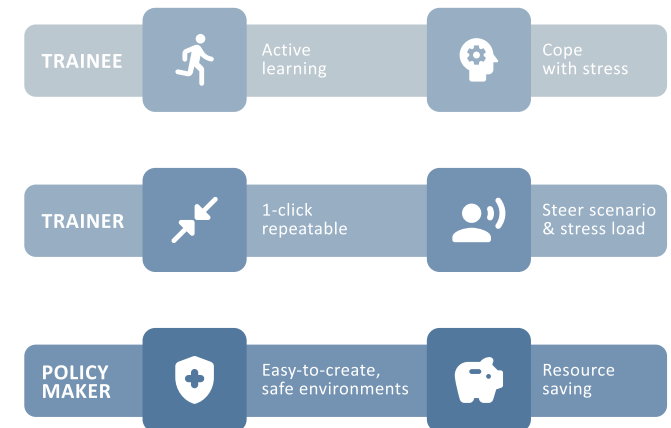 TRAINEE
Active
learning
Cope
with stress
TRAINER
1-click
repeatable
Steer scenario
& stress load
POLICY
MAKER
Easy-to-create,
safe environments
Resource
saving